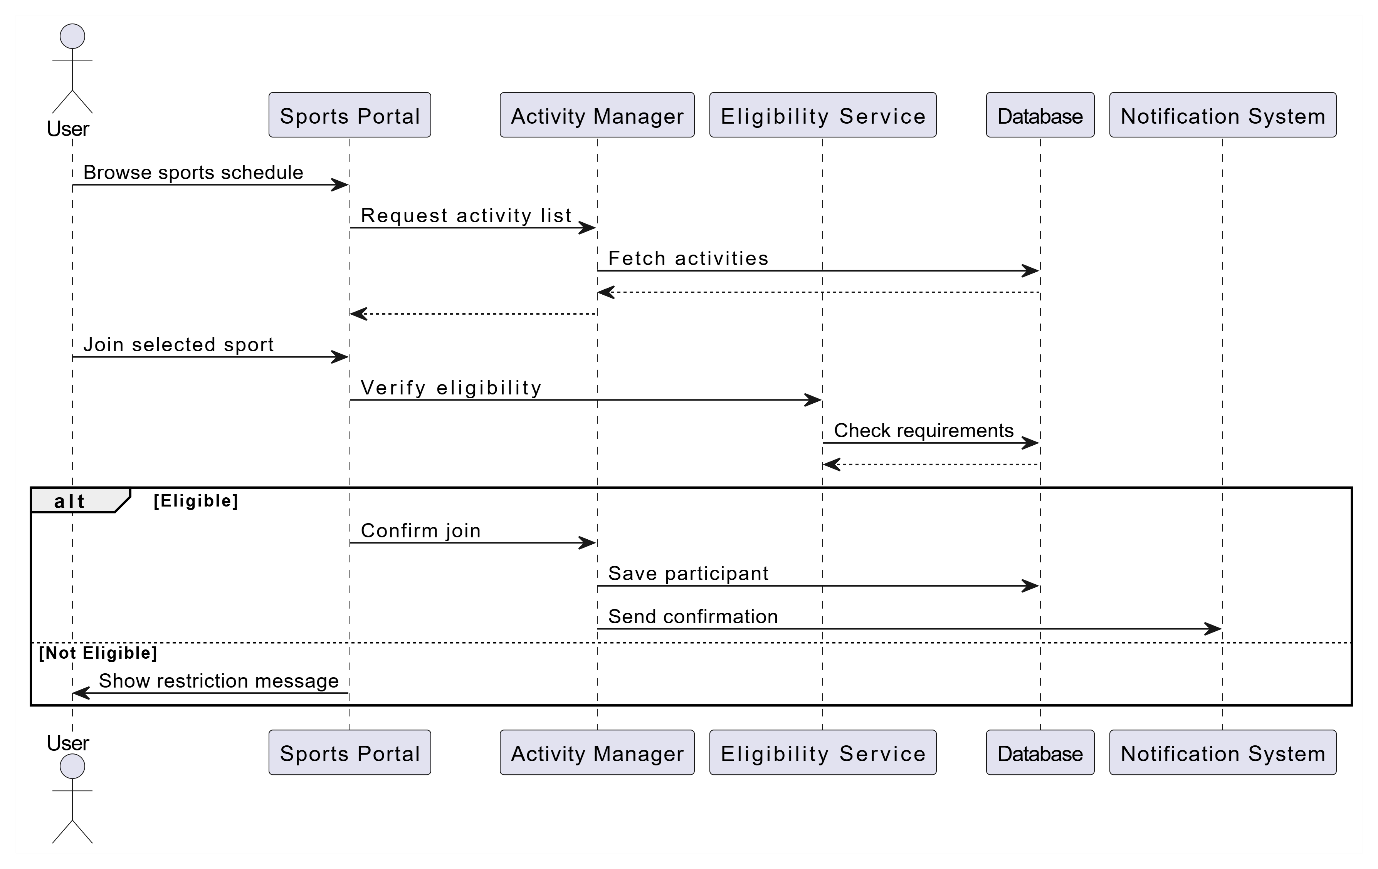 User
Sports Portal
Activity Manager
Eligibility Service
Database
Notification System
Browse sports schedule
Request activity list
Fetch activities
Join selected sport
Verify eligibility
Check requirements
alt
[Eligible]
Confirm join
Save participant
Send confirmation
[Not Eligible]
Show restriction message
User
Sports Portal
Activity Manager
Eligibility Service
Database
Notification System